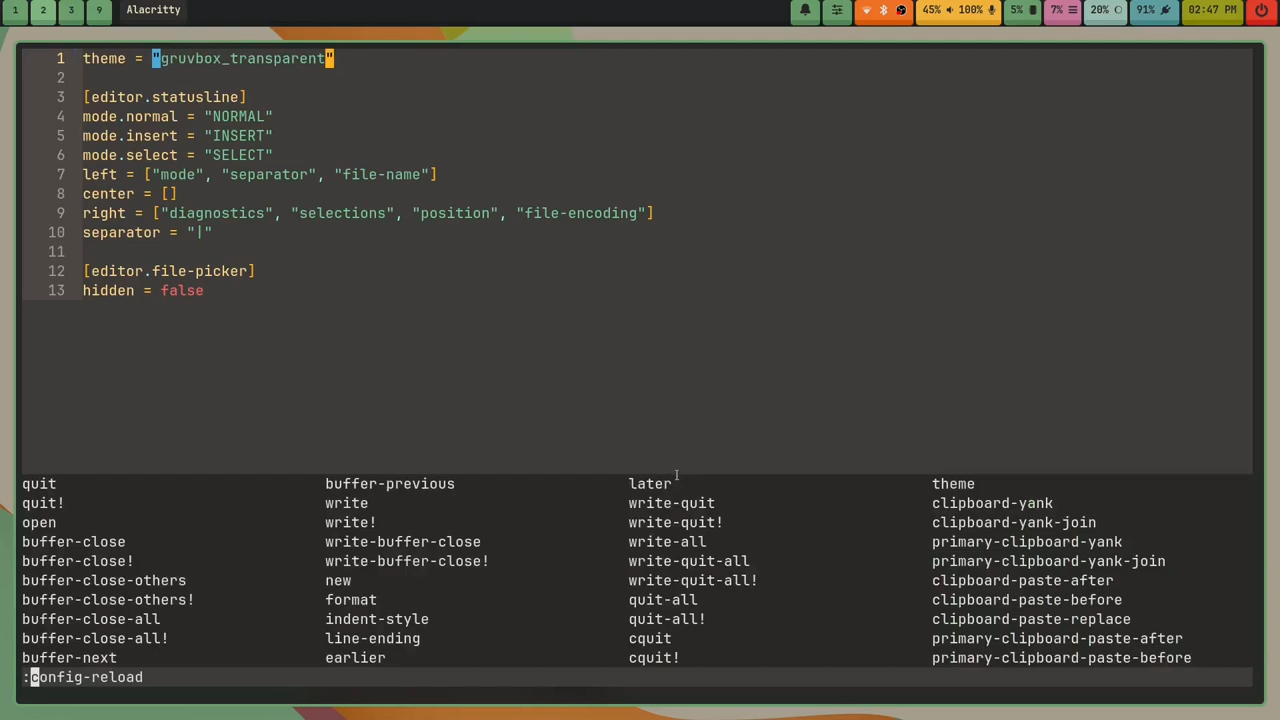 1 2 3 9 Alacritty 45% 100% 5% 7% 20% 91% 02:47 PM
1 theme = "gruvbox_transparent"
2
3 [editor.statusline]
4 mode.normal = "NORMAL"
5 mode.insert = "INSERT"
6 mode.select = "SELECT"
7 left = ["mode", "separator", "file-name"]
8 center = []
9 right = ["diagnostics", "selections", "position", "file-encoding"]
10 separator = "|"
11
12 [editor.file-picker]
13 hidden = false
quit buffer-previous later theme
quit! write write-quit clipboard-yank
open write! write-quit! clipboard-yank-join
buffer-close write-buffer-close write-all primary-clipboard-yank
buffer-close! write-buffer-close! write-quit-all primary-clipboard-yank-join
buffer-close-others new write-quit-all! clipboard-paste-after
buffer-close-others! format quit-all clipboard-paste-before
buffer-close-all indent-style quit-all! clipboard-paste-replace
buffer-close-all! line-ending cquit primary-clipboard-paste-after
buffer-next earlier cquit! primary-clipboard-paste-before
:config-reload